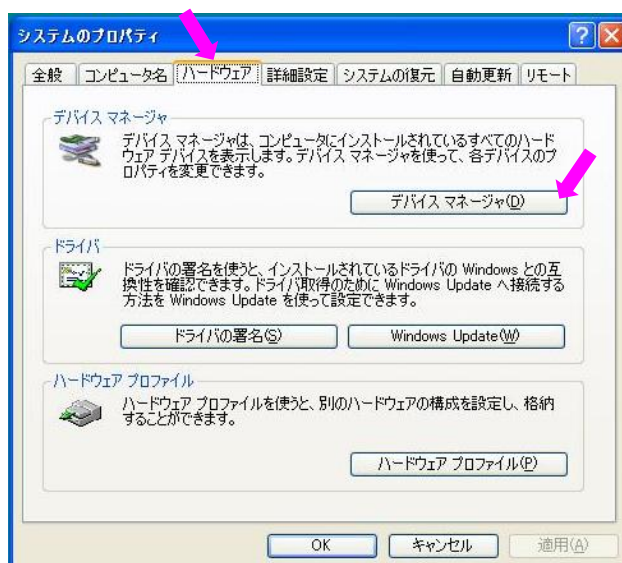 システムのプロパティ
全般 コンピュータ名 ハードウェア 詳細設定 システムの復元 自動更新 リモート
デバイス マネージャ
デバイス マネージャは、コンピュータにインストールされているすべてのハード
ウェア デバイスを表示します。デバイス マネージャを使って、各デバイスのプ
ロパティを変更できます。
デバイス マネージャ(D)
ドライバ
ドライバの署名を使うと、インストールされているドライバの Windows との互
換性を確認できます。ドライバ取得のために Windows Update へ接続する
方法を Windows Update を使って設定できます。
ドライバの署名(S) Windows Update(W)
ハードウェア プロファイル
ハードウェア プロファイルを使うと、別のハードウェアの構成を設定し、格納
することができます。
ハードウェア プロファイル(P)
OK キャンセル 適用(A)